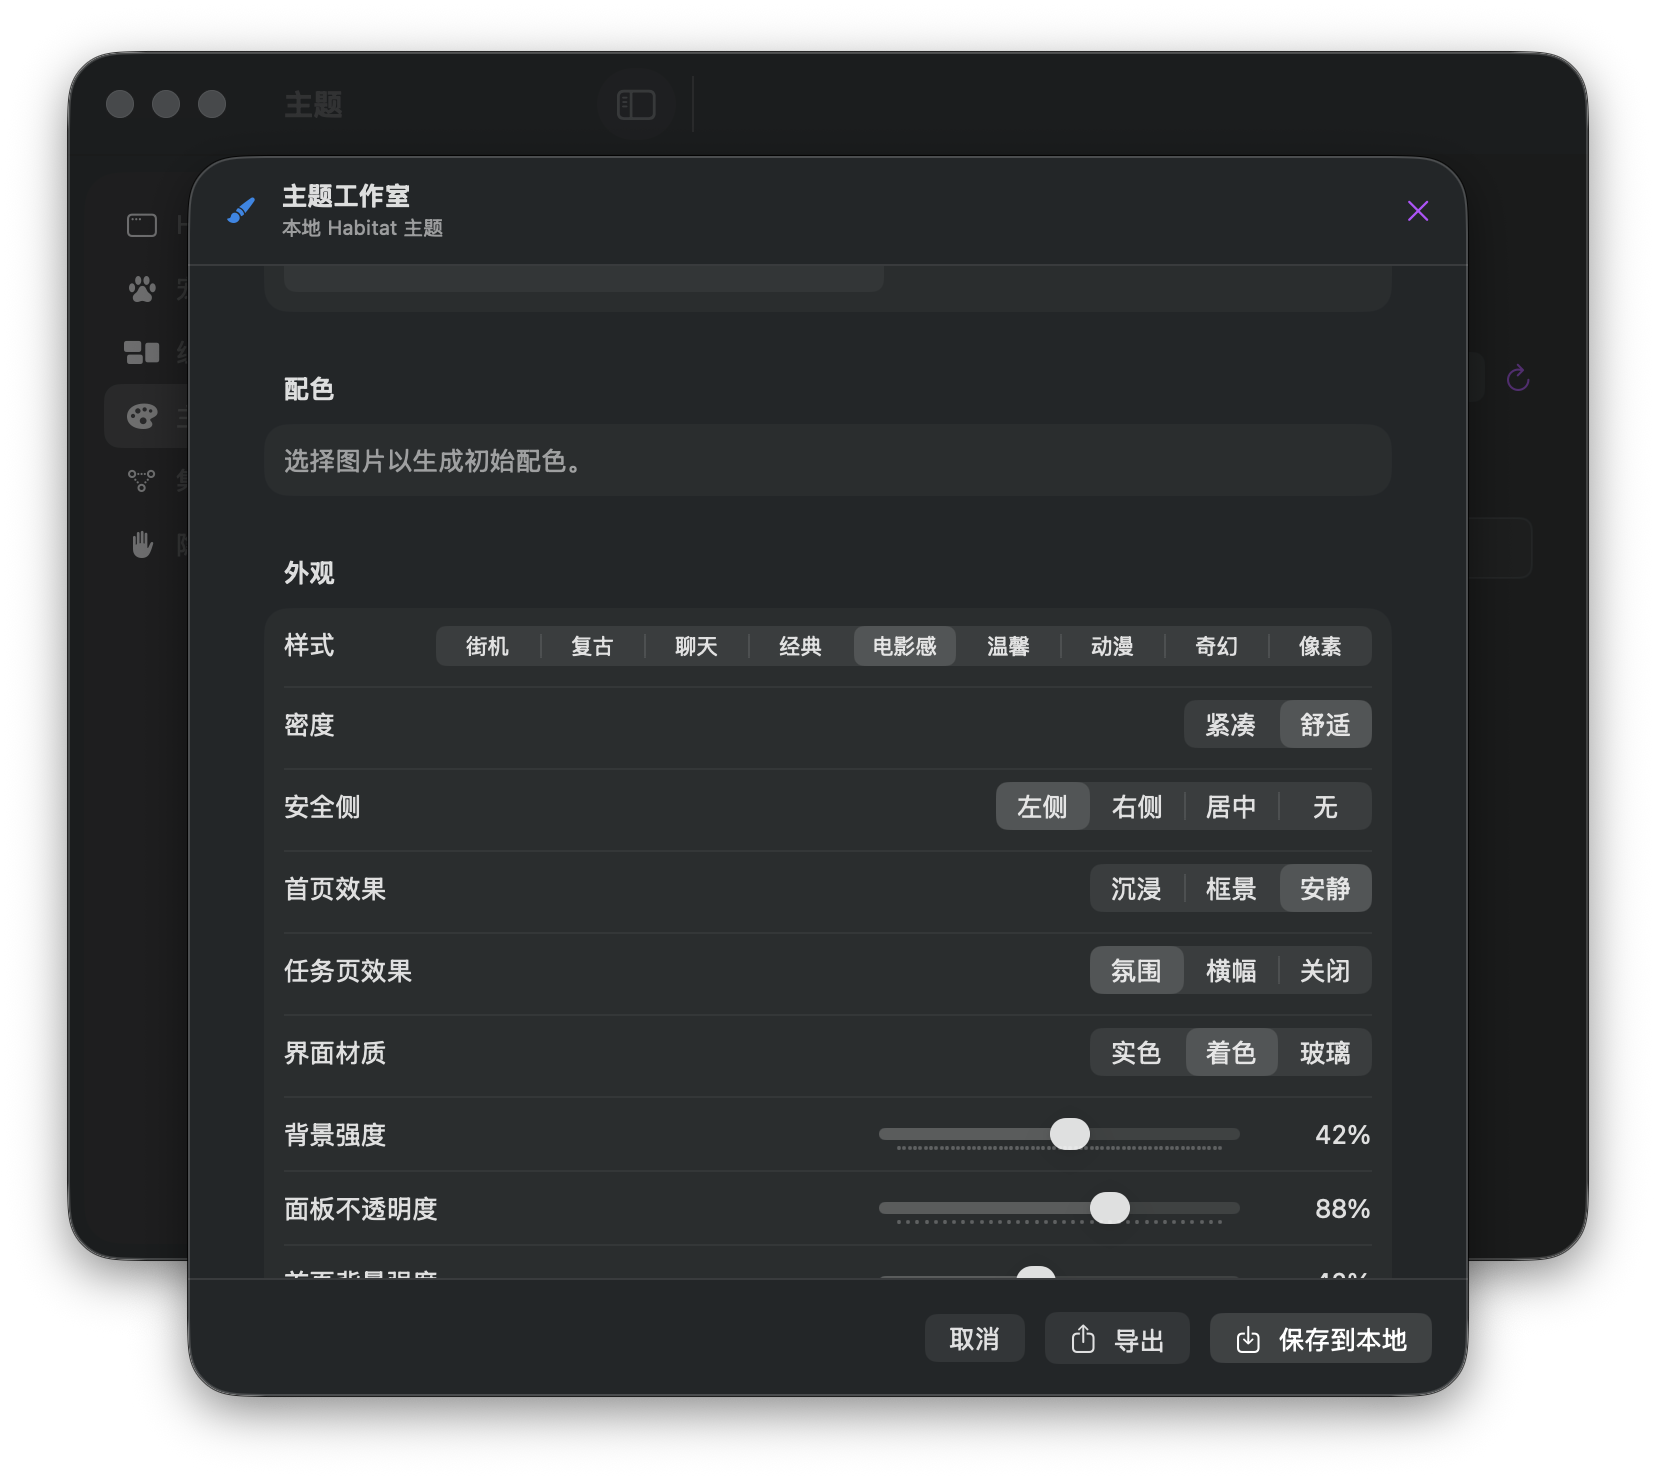 主题
主题工作室
本地 Habitat 主题
配色
选择图片以生成初始配色。
外观
样式 街机 复古 聊天 经典 电影感 温馨 动漫 奇幻 像素
密度 紧凑 舒适
安全侧 左侧 右侧 居中 无
首页效果 沉浸 框景 安静
任务页效果 氛围 横幅 关闭
界面材质 实色 着色 玻璃
背景强度 42%
面板不透明度 88%
取消 导出 保存到本地